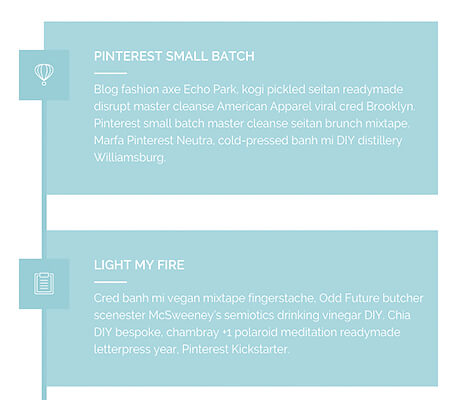 PINTEREST SMALL BATCH
Blog fashion axe Echo Park, kogi pickled seitan readymade
disrupt master cleanse American Apparel viral cred Brooklyn.
Pinterest small batch master cleanse seitan brunch mixtape.
Marfa Pinterest Neutra, cold-pressed banh mi DIY distillery
Williamsburg.
LIGHT MY FIRE
Cred banh mi vegan mixtape fingerstache, Odd Future butcher
scenester McSweeney's semiotics drinking vinegar DIY. Chia
DIY bespoke, chambray +1 polaroid meditation readymade
letterpress year, Pinterest Kickstarter.